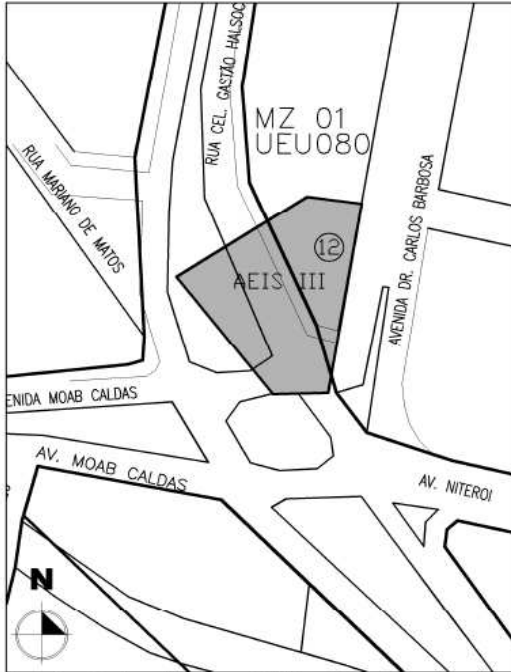 RUA CEL. GASTÃO HALSOC
MZ 01
UEU080
RUA MARIANO DE MATOS
AVENIDA DR. CARLOS BARBOSA
12
AEIS III
ENIDA MOAB CALDAS
AV. MOAB CALDAS
AV. NITEROI
N